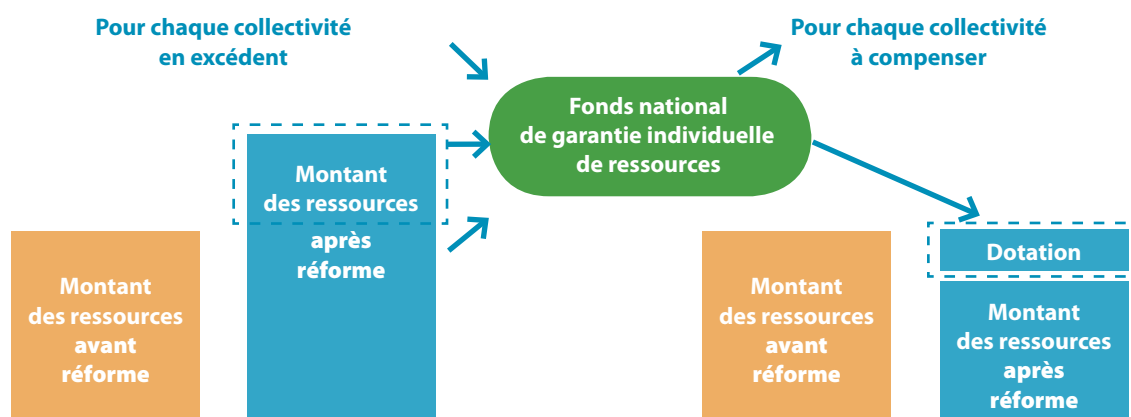 Pour chaque collectivité
en excédent
Pour chaque collectivité
à compenser
Fonds national
de garantie individuelle
de ressources
Montant
des ressources
après
réforme
Montant
des ressources
avant
réforme
Montant
des ressources
avant
réforme
Dotation
Montant
des ressources
après
réforme